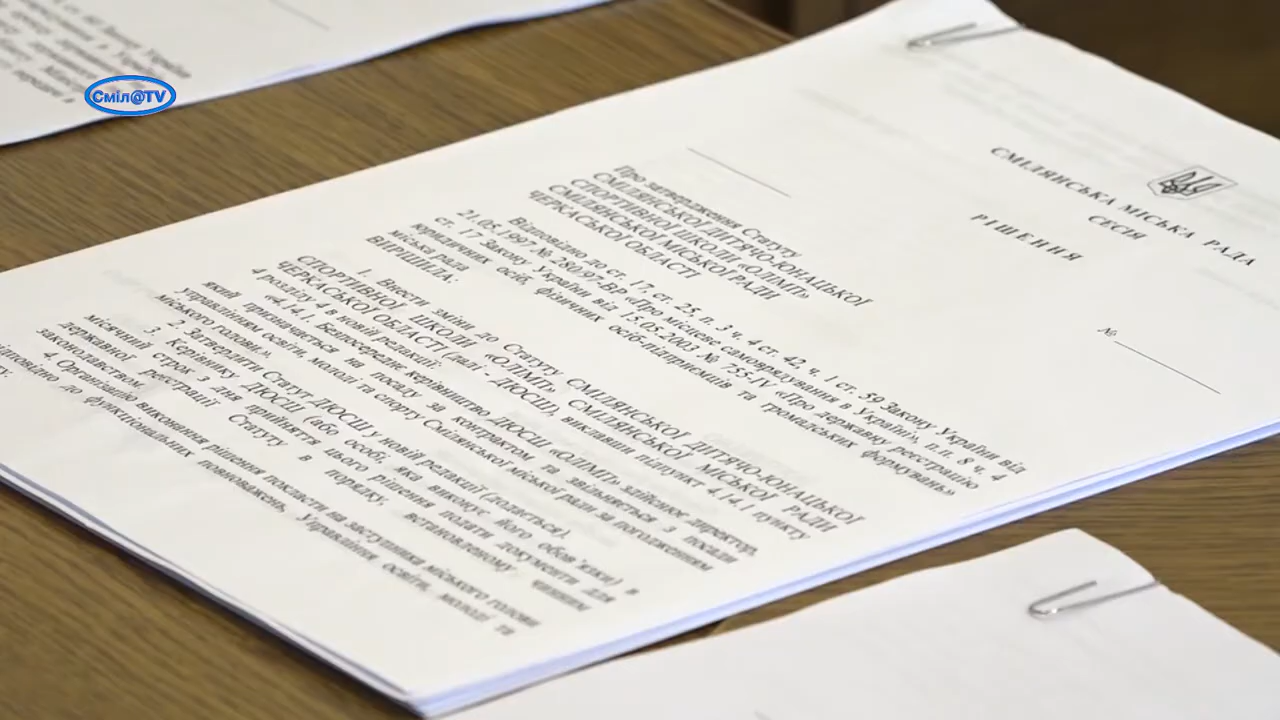 Сміл@TV
СМІЛЯНСЬКА МІСЬКА РАДА
СЕСІЯ
РІШЕННЯ
№
Про затвердження Статуту
СМІЛЯНСЬКОЇ ДИТЯЧО-ЮНАЦЬКОЇ
СПОРТИВНОЇ ШКОЛИ «ОЛІМП»
СМІЛЯНСЬКОЇ МІСЬКОЇ РАДИ
ЧЕРКАСЬКОЇ ОБЛАСТІ
Відповідно до ст. 17, ст. 25, п. 3 ч. 4 ст. 42, ч. 1 ст. 59 Закону України від
21.05.1997 № 280/97-ВР «Про місцеве самоврядування в Україні», п.п. 8 ч. 4
ст. 17 Закону України від 15.05.2003 № 755-IV «Про державну реєстрацію
юридичних осіб, фізичних осіб-підприємців та громадських формувань»
міська рада
ВИРІШИЛА:
1. Внести зміни до Статуту СМІЛЯНСЬКОЇ ДИТЯЧО-ЮНАЦЬКОЇ
СПОРТИВНОЇ ШКОЛИ «ОЛІМП» СМІЛЯНСЬКОЇ МІСЬКОЇ РАДИ
ЧЕРКАСЬКОЇ ОБЛАСТІ (далі - ДЮСШ), виклавши підпункт 4.14.1 пункту
4 розділу 4 в новій редакції:
«4.14.1. Безпосереднє керівництво ДЮСШ «ОЛІМП» здійснює директор,
який призначається на посаду за контрактом та звільняється з посади
управлінням освіти, молоді та спорту Смілянської міської ради за погодженням
міського голови».
2. Затвердити Статут ДЮСШ у новій редакції (додається).
3. Керівнику ДЮСШ (або особі, яка виконує його обов’язки) в
місячний строк з дня прийняття цього рішення подати документи для
державної реєстрації Статуту в порядку, встановленому чинним
законодавством.
4. Організацію виконання рішення покласти на заступника міського голови
відповідно до функціональних повноважень, Управління освіти, молоді та